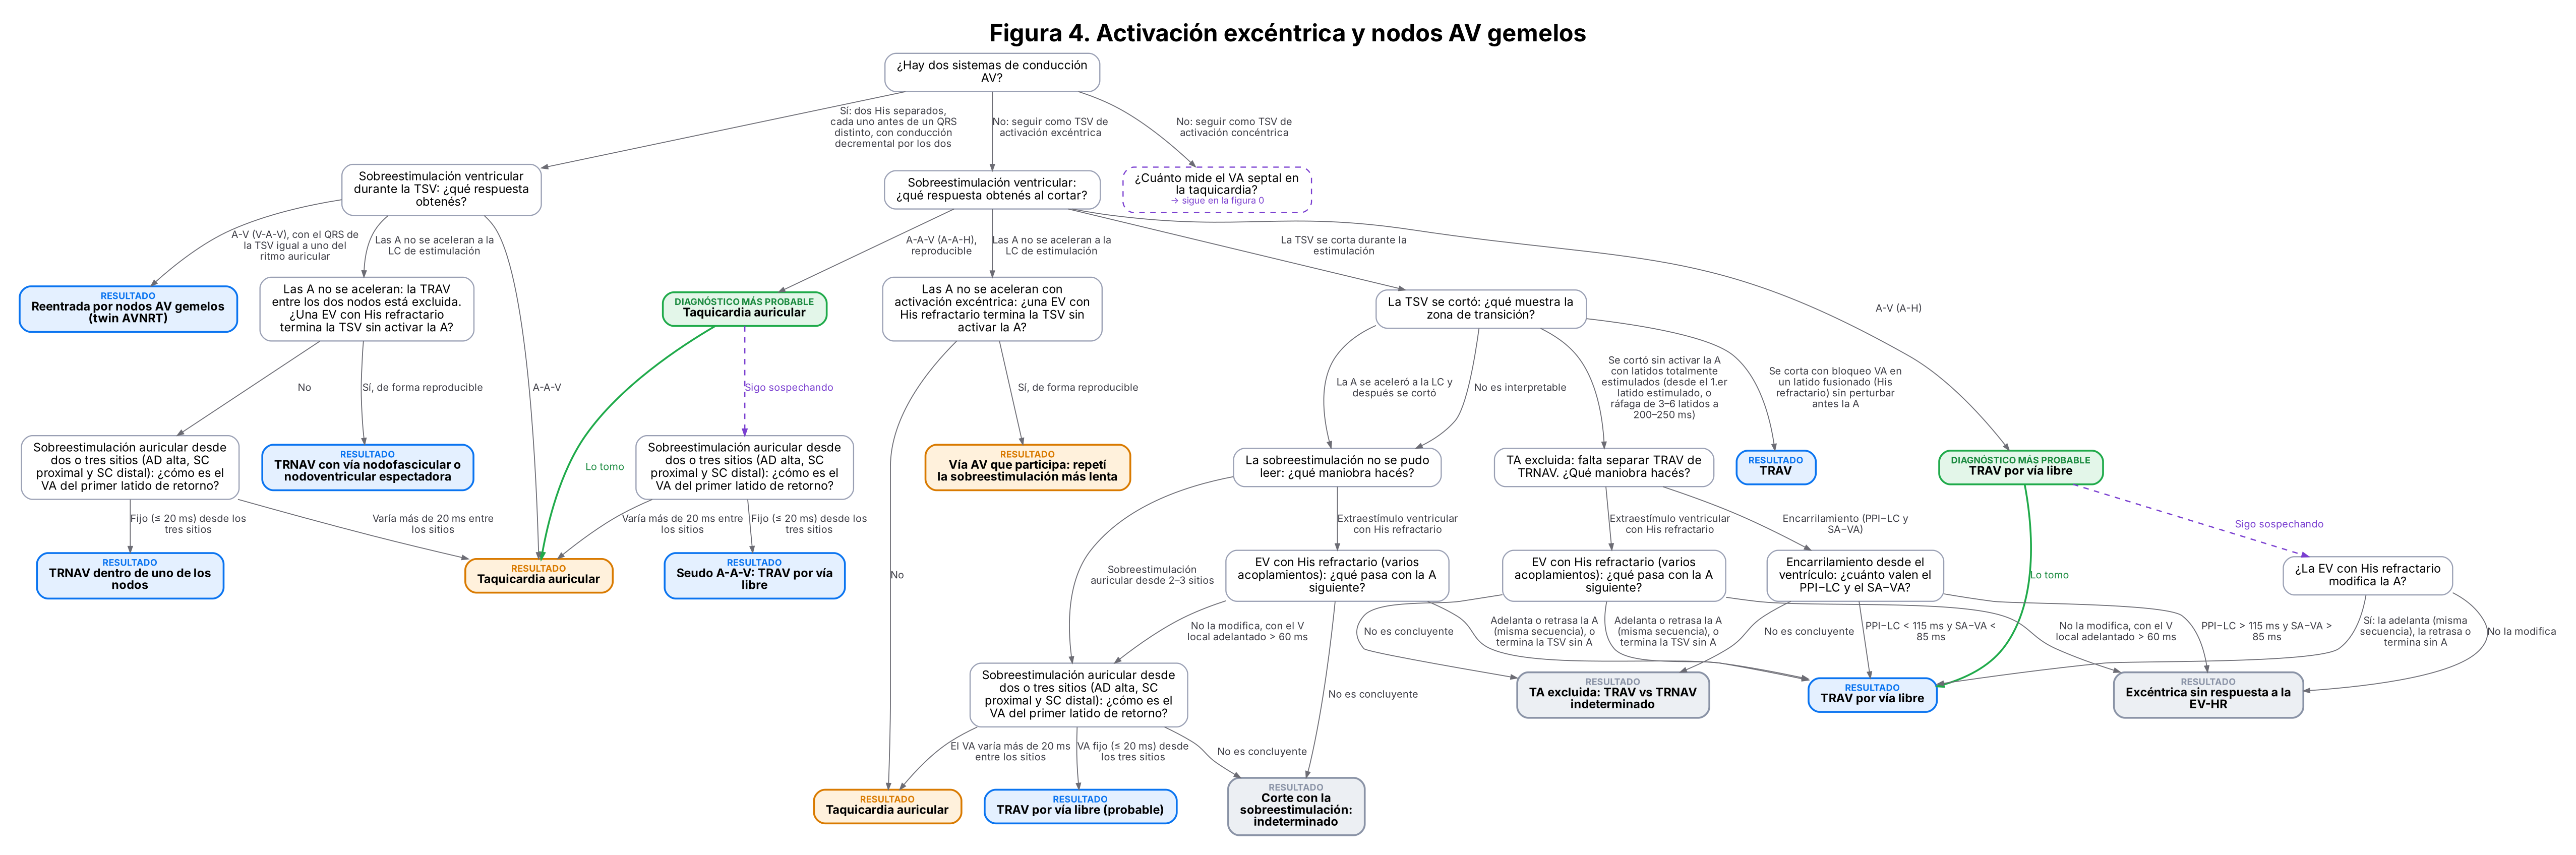 Figura 4. Activación excéntrica y nodos AV gemelos
¿Hay dos sistemas de conducción
AV?
Sí: dos His separados,
cada uno antes de un QRS
distinto, con conducción
decremental por los dos
No: seguir como TSV de
activación excéntrica
No: seguir como TSV de
activación concéntrica
Sobreestimulación ventricular
durante la TSV: ¿qué respuesta
obtenés?
Sobreestimulación ventricular:
¿qué respuesta obtenés al cortar?
¿Cuánto mide el VA septal en
la taquicardia?
→ sigue en la figura 0
A-V (V-A-V), con el QRS de
la TSV igual a uno del
ritmo auricular
Las A no se aceleran a la
LC de estimulación
A-A-V (A-A-H),
reproducible
Las A no se aceleran a la
LC de estimulación
La TSV se corta durante la
estimulación
A-V (A-H)
RESULTADO
Reentrada por nodos AV gemelos
(twin AVNRT)
Las A no se aceleran: la TRAV
entre los dos nodos está excluida.
¿Una EV con His refractario
termina la TSV sin activar la A?
DIAGNÓSTICO MÁS PROBABLE
Taquicardia auricular
Las A no se aceleran con
activación excéntrica: ¿una EV con
His refractario termina la TSV sin
activar la A?
La TSV se cortó: ¿qué muestra la
zona de transición?
No
Sí, de forma reproducible
A-A-V
Sigo sospechando
Sí, de forma reproducible
La A se aceleró a la LC y
después se cortó
No es interpretable
Se cortó sin activar la A
con latidos totalmente
estimulados (desde el 1.er
latido estimulado, o
ráfaga de 3–6 latidos a
200–250 ms)
Se corta con bloqueo VA en
un latido fusionado (His
refractario) sin perturbar
antes la A
Sobreestimulación auricular desde
dos o tres sitios (AD alta, SC
proximal y SC distal): ¿cómo es el
VA del primer latido de retorno?
RESULTADO
TRNAV con vía nodofascicular o
nodoventricular espectadora
Lo tomo
Sobreestimulación auricular desde
dos o tres sitios (AD alta, SC
proximal y SC distal): ¿cómo es el
VA del primer latido de retorno?
RESULTADO
Vía AV que participa: repetí
la sobreestimulación más lenta
La sobreestimulación no se pudo
leer: ¿qué maniobra hacés?
TA excluida: falta separar TRAV de
TRNAV. ¿Qué maniobra hacés?
RESULTADO
TRAV
DIAGNÓSTICO MÁS PROBABLE
TRAV por vía libre
Fijo (≤ 20 ms) desde los
tres sitios
Varía más de 20 ms entre
los sitios
Varía más de 20 ms entre
los sitios
Fijo (≤ 20 ms) desde los
tres sitios
Extraestímulo ventricular
con His refractario
Extraestímulo ventricular
con His refractario
Encarrilamiento (PPI−LC y
SA−VA)
Sigo sospechando
RESULTADO
TRNAV dentro de uno de los
nodos
RESULTADO
Taquicardia auricular
RESULTADO
Seudo A-A-V: TRAV por vía
libre
No
Sobreestimulación
auricular desde 2–3 sitios
EV con His refractario (varios
acoplamientos): ¿qué pasa con la A
siguiente?
EV con His refractario (varios
acoplamientos): ¿qué pasa con la A
siguiente?
Encarrilamiento desde el
ventrículo: ¿cuánto valen el
PPI−LC y el SA−VA?
Lo tomo
¿La EV con His refractario
modifica la A?
No la modifica, con el V
local adelantado > 60 ms
No es concluyente
Adelanta o retrasa la A
(misma secuencia), o
termina la TSV sin A
Adelanta o retrasa la A
(misma secuencia), o
termina la TSV sin A
No es concluyente
PPI−LC < 115 ms y SA−VA <
85 ms
No la modifica, con el V
local adelantado > 60 ms
PPI−LC > 115 ms y SA−VA >
85 ms
Sí: la adelanta (misma
secuencia), la retrasa o
termina sin A
No la modifica
Sobreestimulación auricular desde
dos o tres sitios (AD alta, SC
proximal y SC distal): ¿cómo es el
VA del primer latido de retorno?
No es concluyente
RESULTADO
TA excluida: TRAV vs TRNAV
indeterminado
RESULTADO
TRAV por vía libre
RESULTADO
Excéntrica sin respuesta a la
EV-HR
El VA varía más de 20 ms
entre los sitios
VA fijo (≤ 20 ms) desde
los tres sitios
No es concluyente
RESULTADO
Taquicardia auricular
RESULTADO
TRAV por vía libre (probable)
RESULTADO
Corte con la
sobreestimulación:
indeterminado